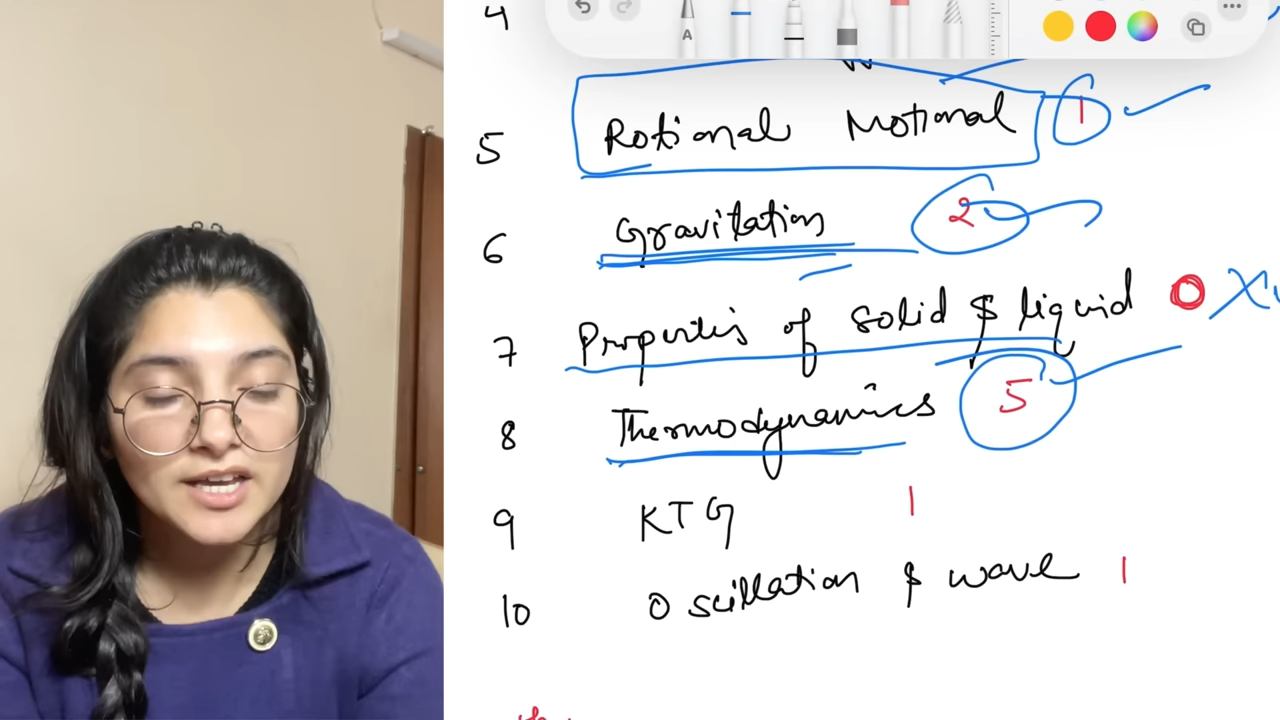 4
A
5 Rotional Motional 1
6 Gravitation 2
7 Propertis of solid $ liquid 0
8 Thermodynamics 5
9 KTG 1
10 Oscillation $ wave 1